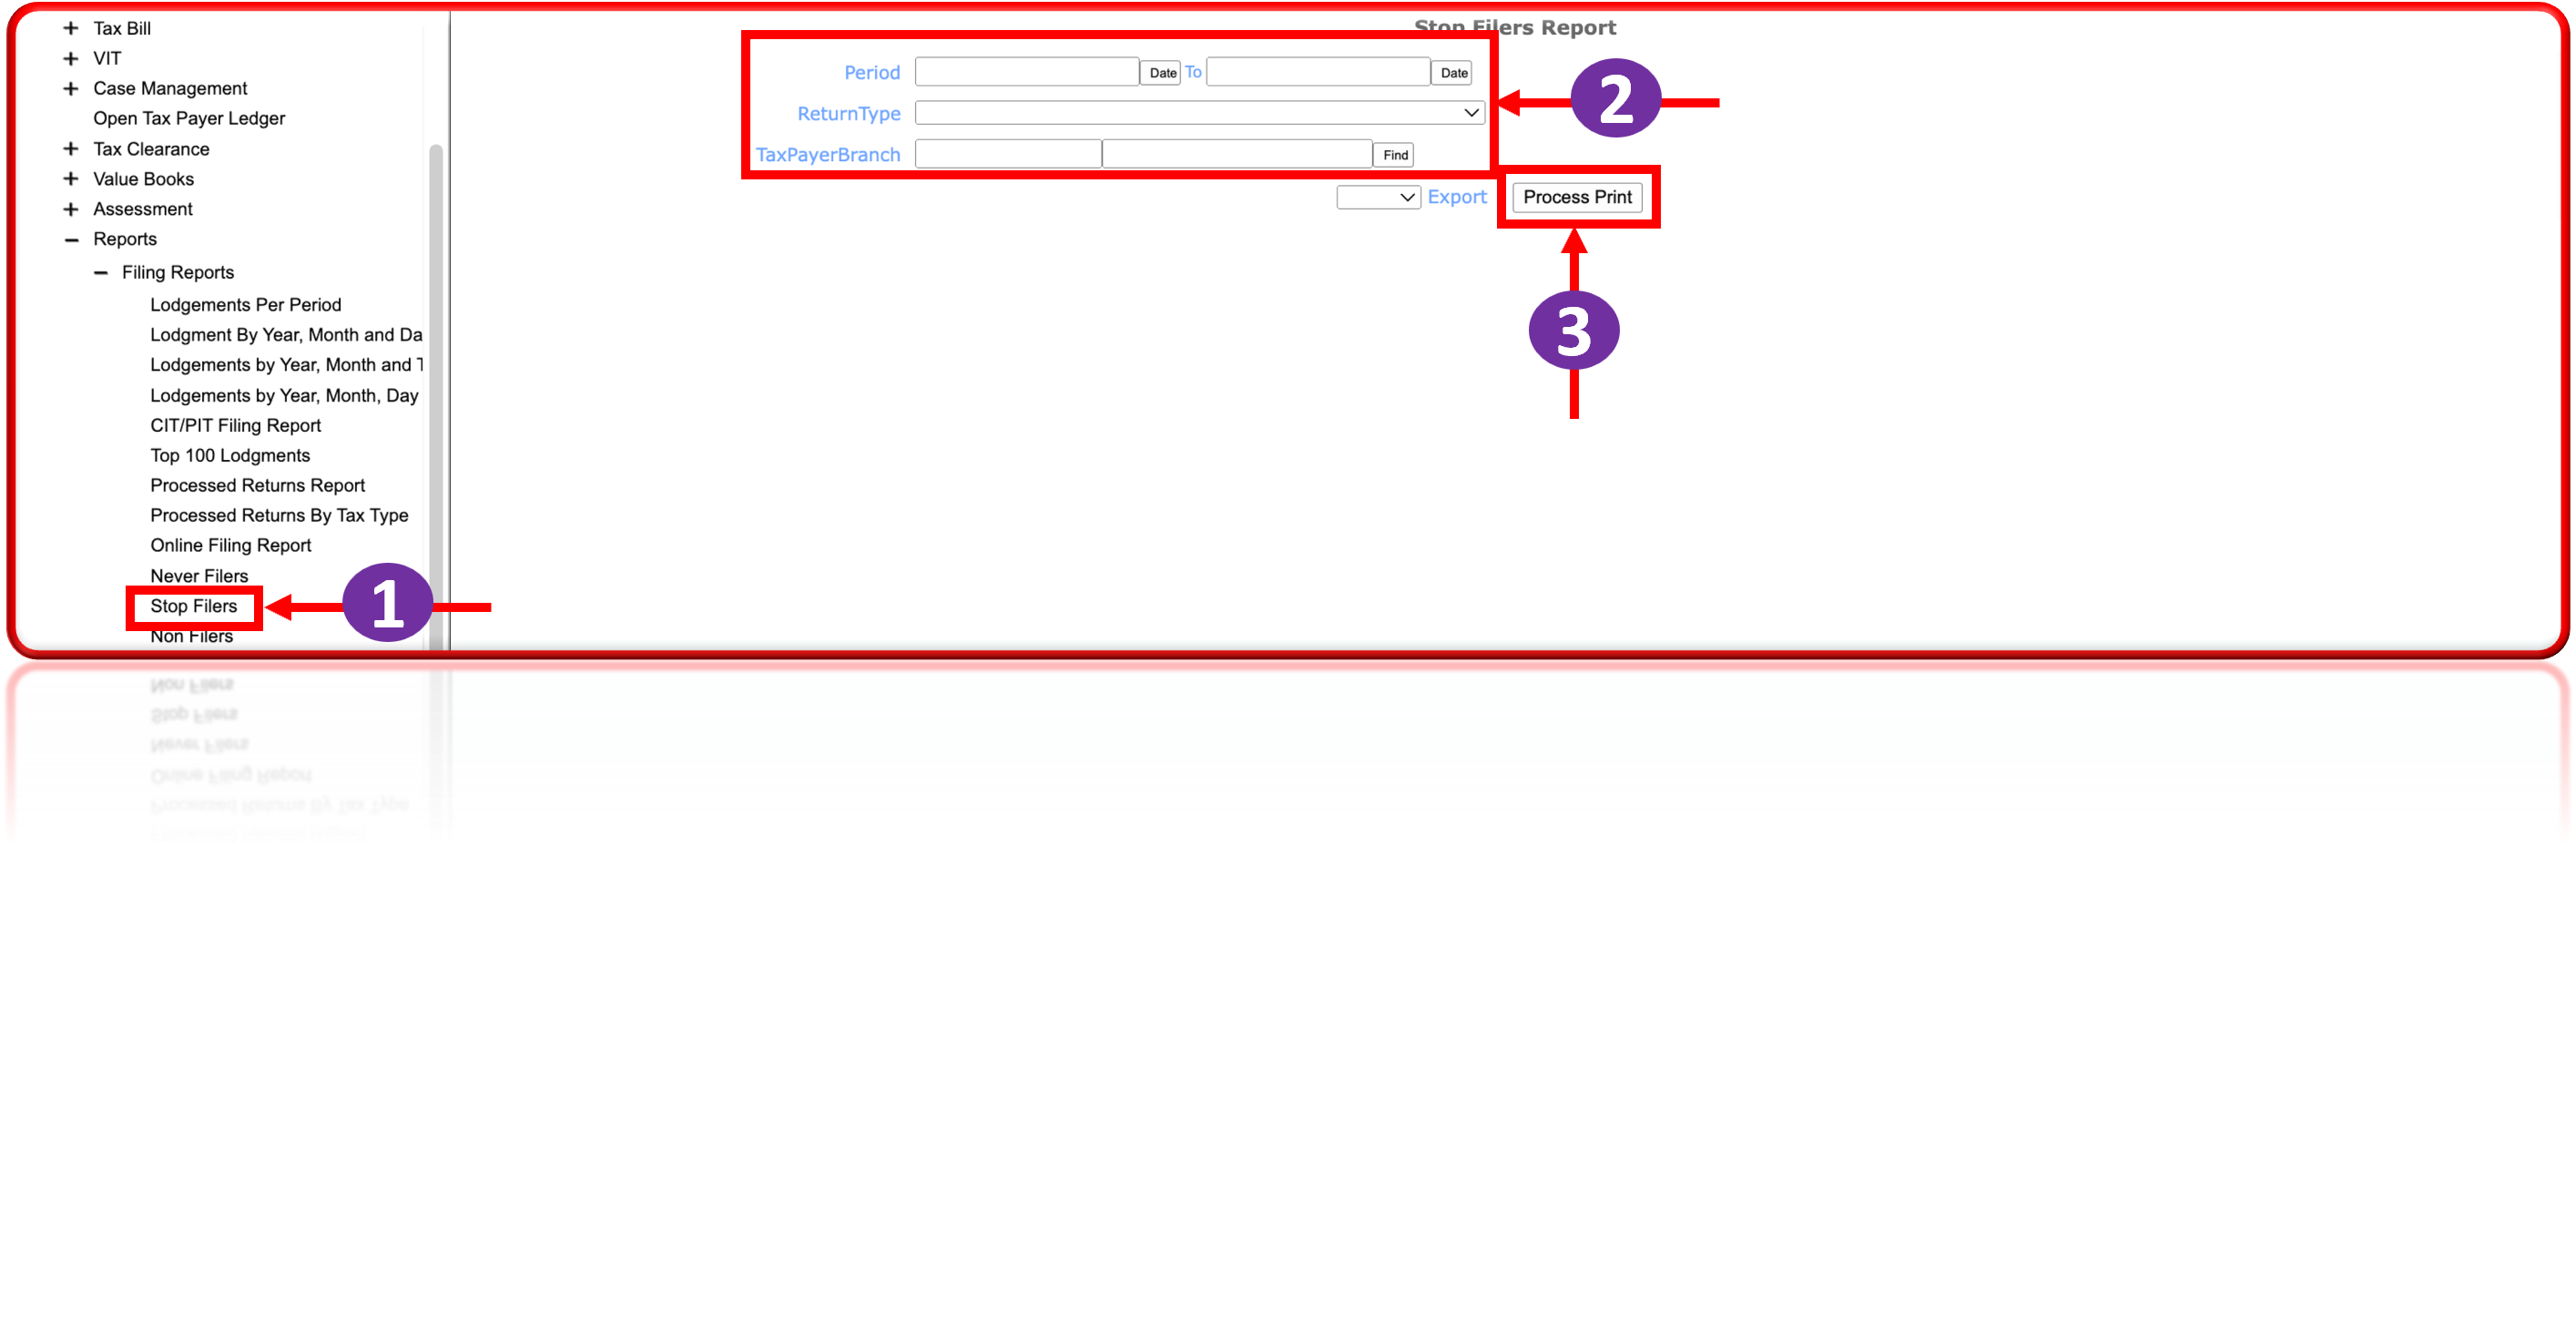 Tax Bill
VIT
Case Management
Open Tax Payer Ledger
Tax Clearance
Value Books
Assessment
Reports
Filing Reports
Lodgements Per Period
Lodgment By Year, Month and Da
Lodgements by Year, Month and T
Lodgements by Year, Month, Day
CIT/PIT Filing Report
Top 100 Lodgments
Processed Returns Report
Processed Returns By Tax Type
Online Filing Report
Never Filers
Stop Filers
Non Filers
1
Stop Filers Report
Period Date To Date
ReturnType
TaxPayerBranch Find
2
Export Process Print
3